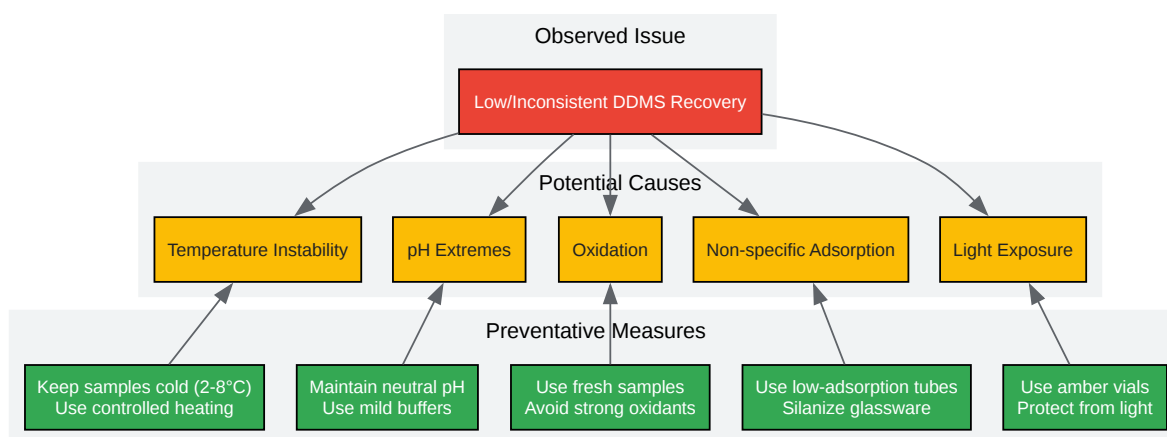 Observed Issue
Low/Inconsistent DDMS Recovery
Potential Causes
Temperature Instability
pH Extremes
Oxidation
Non-specific Adsorption
Light Exposure
Preventative Measures
Keep samples cold (2-8°C)
Use controlled heating
Maintain neutral pH
Use mild buffers
Use fresh samples
Avoid strong oxidants
Use low-adsorption tubes
Silanize glassware
Use amber vials
Protect from light